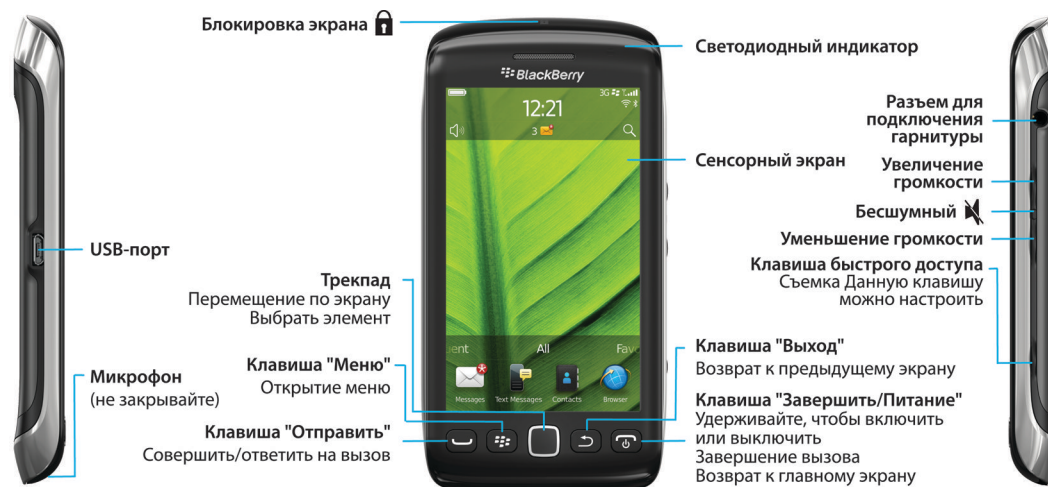 Блокировка экрана
Светодиодный индикатор
BlackBerry
3G
12:21
3
Разъем для
подключения
гарнитуры
Сенсорный экран
Увеличение
громкости
Бесшумный
Уменьшение громкости
USB-порт
Клавиша быстрого доступа
Съемка Данную клавишу
можно настроить
Трекпад
Перемещение по экрану
Выбрать элемент
ent
All
Favo
Messages
Text Messages
Contacts
Browser
Клавиша "Меню"
Открытие меню
Клавиша "Выход"
Возврат к предыдущему экрану
Микрофон
(не закрывайте)
Клавиша "Отправить"
Совершить/ответить на вызов
Клавиша "Завершить/Питание"
Удерживайте, чтобы включить
или выключить
Завершение вызова
Возврат к главному экрану